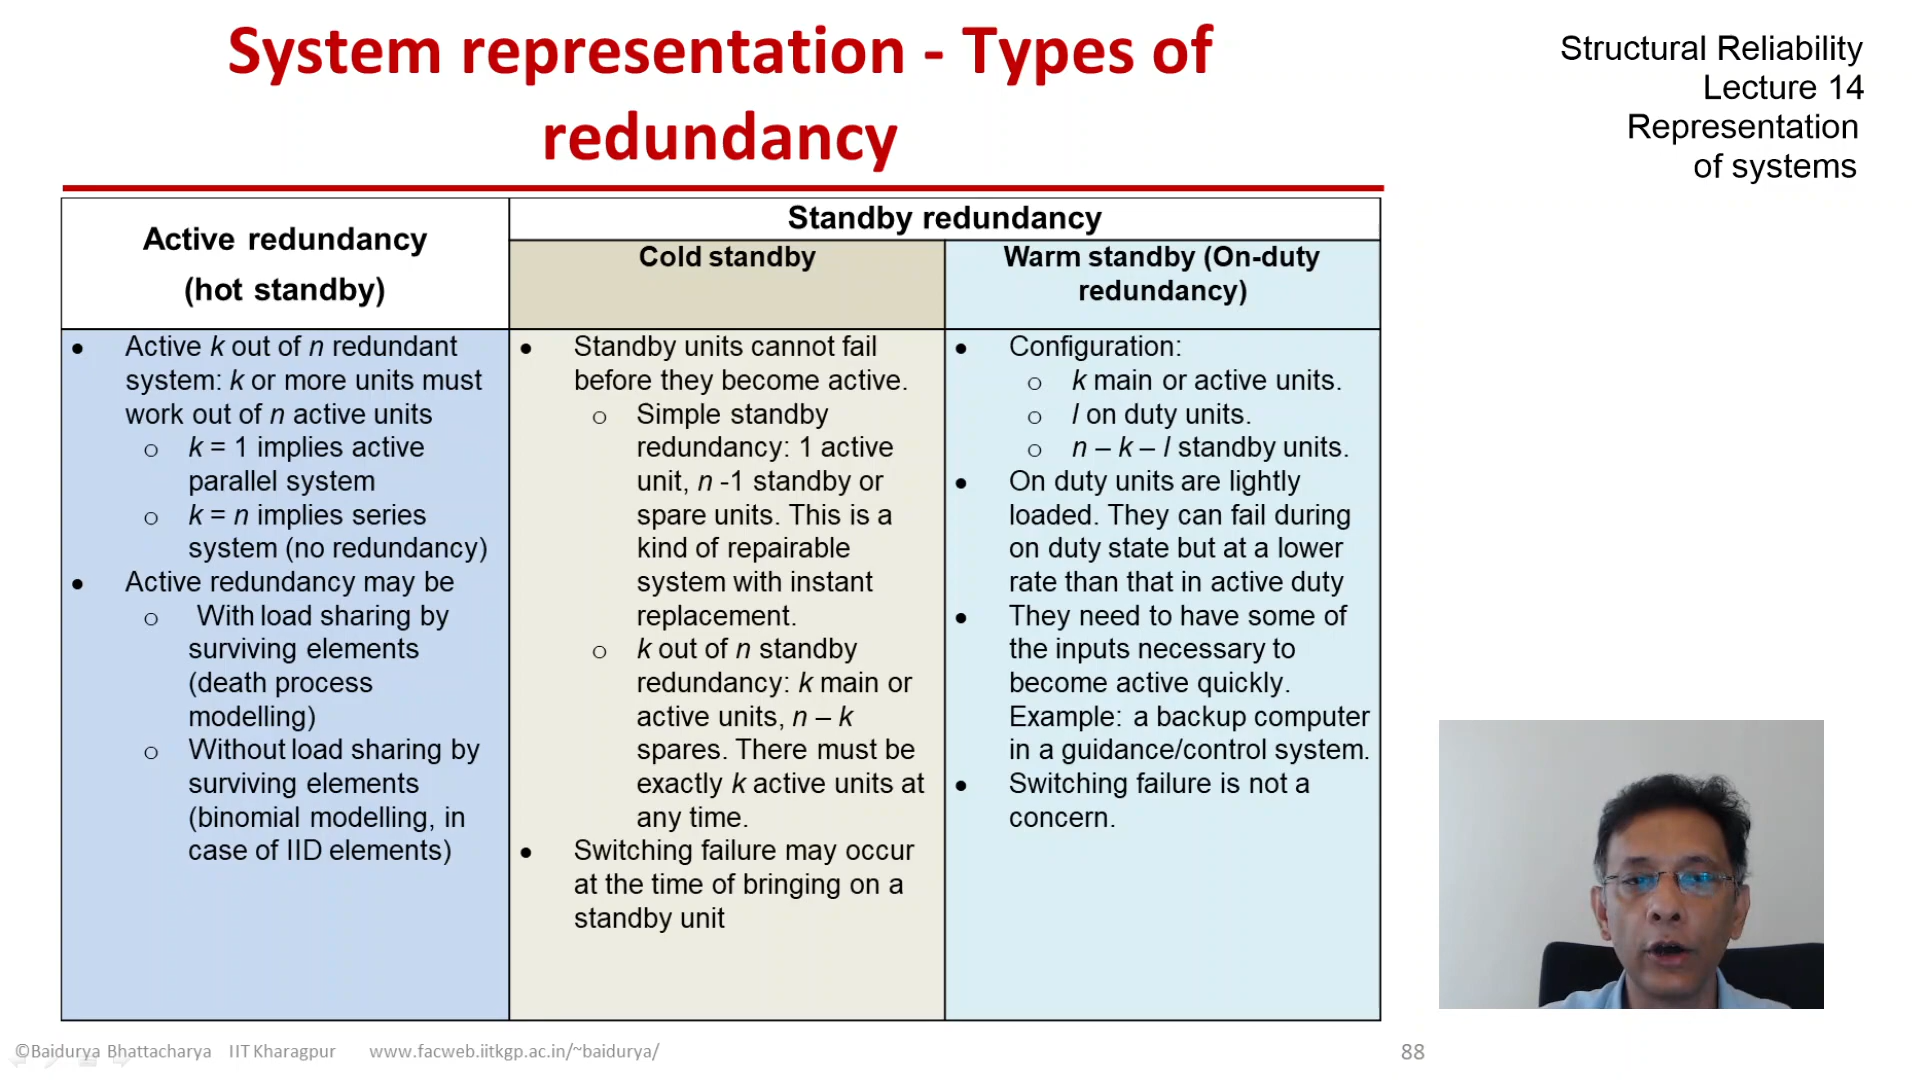 System representation - Types of
redundancy
Structural Reliability
Lecture 14
Representation
of systems
Active redundancy
(hot standby)
Standby redundancy
Cold standby
Warm standby (On-duty
redundancy)
• Active k out of n redundant
system: k or more units must
work out of n active units
o k = 1 implies active
parallel system
o k = n implies series
system (no redundancy)
• Active redundancy may be
o With load sharing by
surviving elements
(death process
modelling)
o Without load sharing by
surviving elements
(binomial modelling, in
case of IID elements)
• Standby units cannot fail
before they become active.
o Simple standby
redundancy: 1 active
unit, n -1 standby or
spare units. This is a
kind of repairable
system with instant
replacement.
o k out of n standby
redundancy: k main or
active units, n – k
spares. There must be
exactly k active units at
any time.
• Switching failure may occur
at the time of bringing on a
standby unit
• Configuration:
o k main or active units.
o l on duty units.
o n – k – l standby units.
• On duty units are lightly
loaded. They can fail during
on duty state but at a lower
rate than that in active duty
• They need to have some of
the inputs necessary to
become active quickly.
Example: a backup computer
in a guidance/control system.
• Switching failure is not a
concern.
©Baidurya Bhattacharya IIT Kharagpur www.facweb.iitkgp.ac.in/~baidurya/
88